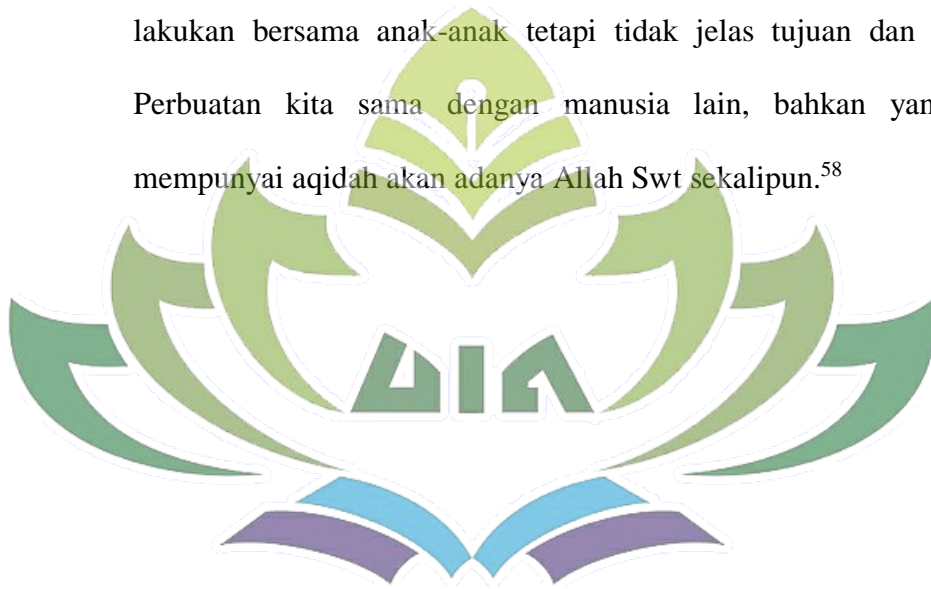 lakukan bersama anak-anak tetapi tidak jelas tujuan dan
Perbuatan kita sama dengan manusia lain, bahkan yan
mempunyai aqidah akan adanya Allah Swt sekalipun.58
UIN